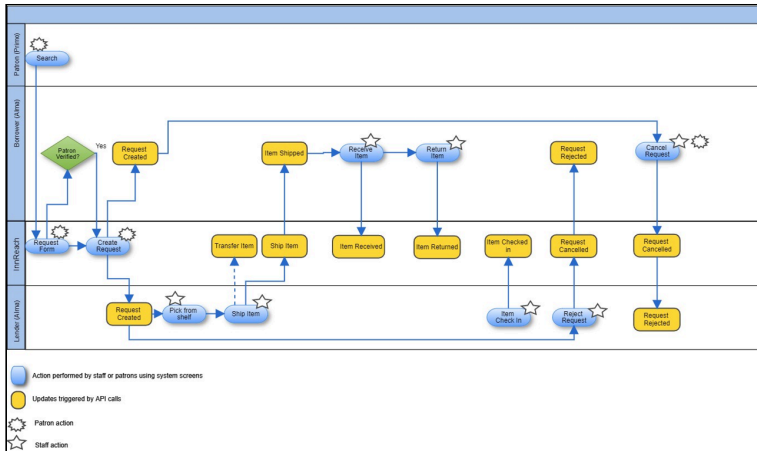 Patron (Primo)
Search
Borrower (Alma)
Patron
Verified?
Yes
Request
Created
Item Shipped
Receive
Item
Return
Item
Request
Rejected
Cancel
Request
InnReach
Request
Form
Create
Request
Transfer Item
Ship Item
Item Received
Item Returned
Item Checked
in
Request
Cancelled
Request
Cancelled
Lender (Alma)
Request
Created
Pick from
shelf
Ship Item
Item
Check In
Reject
Request
Request
Rejected
Action performed by staff or patrons using system screens
Updates triggered by API calls
Patron action
Staff action